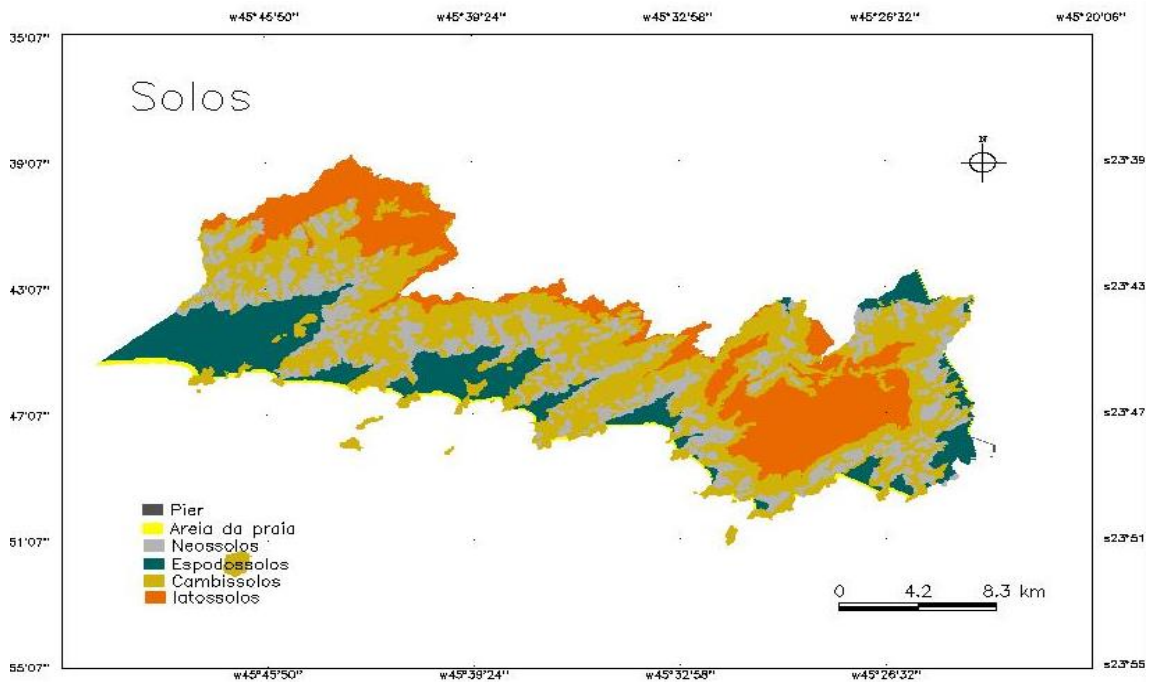 w45°45'50'' w45°39'24'' w45°32'58'' w45°26'32'' w45°20'06''
35'07''
Solos
N
39'07'' s23°39
43'07'' s23°43
47'07'' s23°47
Pier
Areia da praia
51'07'' Neossolos s23°51
Espodossolos
Cambissolos
latossolos
0 4.2 8.3 km
55'07'' s23°55
w45°45'50'' w45°39'24'' w45°32'58'' w45°26'32''